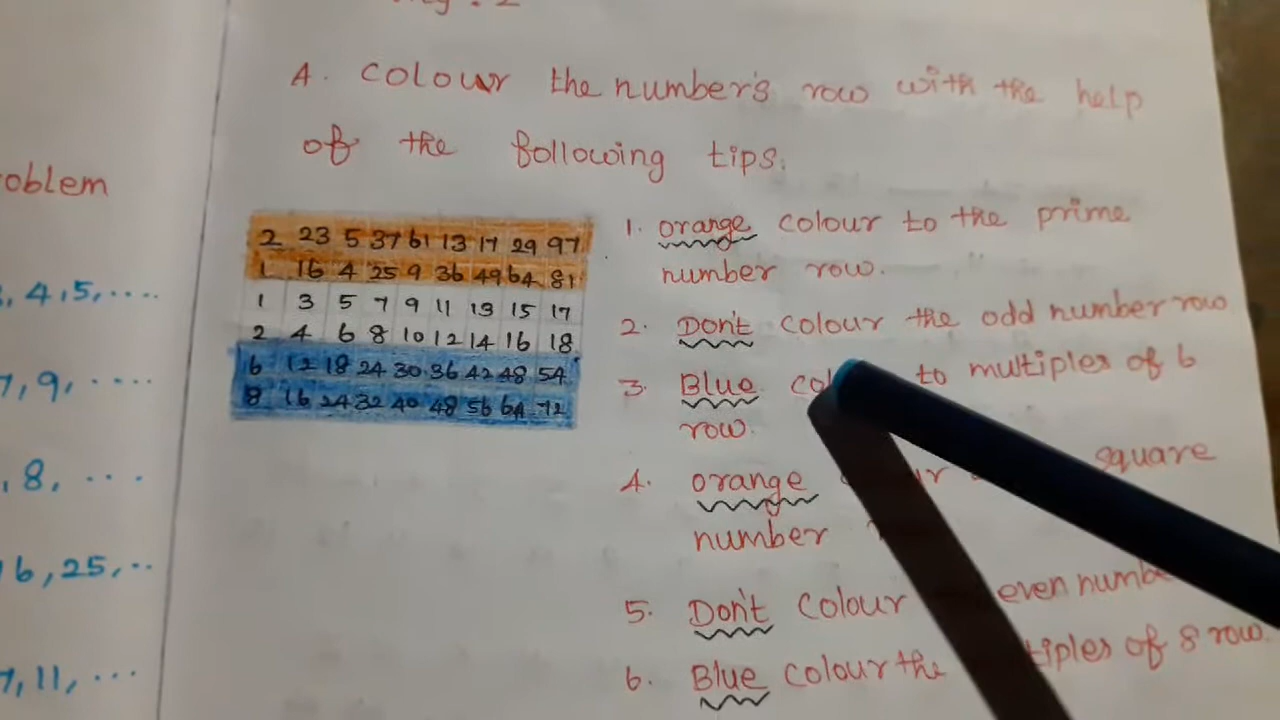 A. Colour the number's row with the help
of the following tips.
oblem
2 23 5 37 61 13 17 29 97
1 16 4 25 9 36 49 64 81
1 3 5 7 9 11 13 15 17
2 4 6 8 10 12 14 16 18
6 12 18 24 30 36 42 48 54
8 16 24 32 40 48 56 64 72
1. orange colour to the prime
number row.
2. Don't colour the odd number row
3. Blue to multiples of 6
row.
4. orange square
number
5. Don't colour even numbe
6. Blue colour the tiples of 8 row.
, 4,5,....
7, 9, ....
, 8, ...
6, 25, ..
7, 11, ...